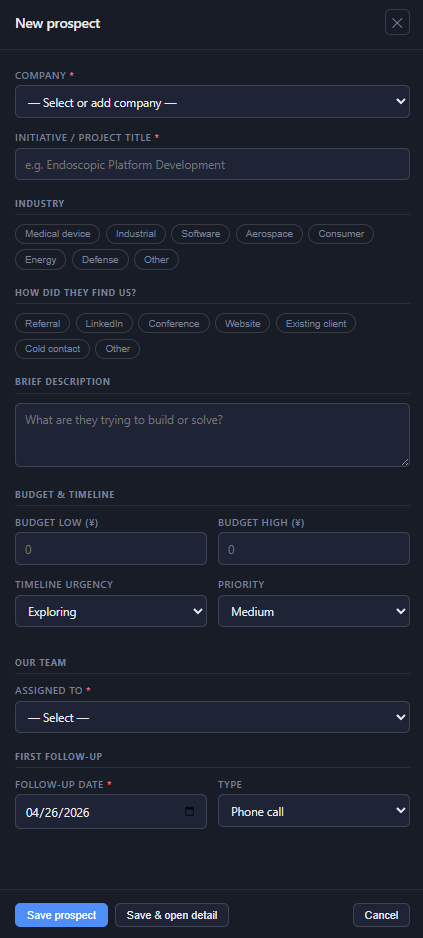 New prospect
COMPANY *
— Select or add company —
INITIATIVE / PROJECT TITLE *
e.g. Endoscopic Platform Development
INDUSTRY
Medical device Industrial Software Aerospace Consumer
Energy Defense Other
HOW DID THEY FIND US?
Referral LinkedIn Conference Website Existing client
Cold contact Other
BRIEF DESCRIPTION
What are they trying to build or solve?
BUDGET & TIMELINE
BUDGET LOW (¥) BUDGET HIGH (¥)
0 0
TIMELINE URGENCY PRIORITY
Exploring Medium
OUR TEAM
ASSIGNED TO *
— Select —
FIRST FOLLOW-UP
FOLLOW-UP DATE * TYPE
04/26/2026 Phone call
Save prospect Save & open detail Cancel